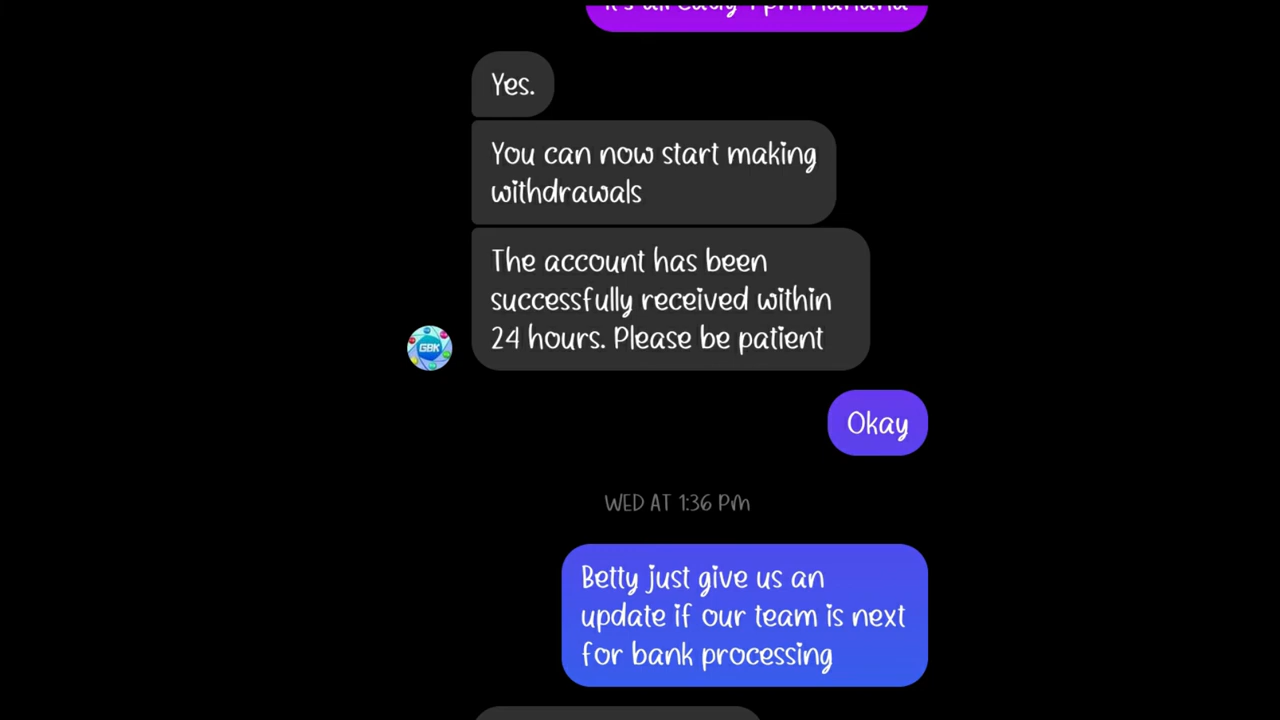 Yes.
You can now start making
withdrawals
The account has been
successfully received within
24 hours. Please be patient
GBK
Okay
WED AT 1:36 PM
Betty just give us an
update if our team is next
for bank processing